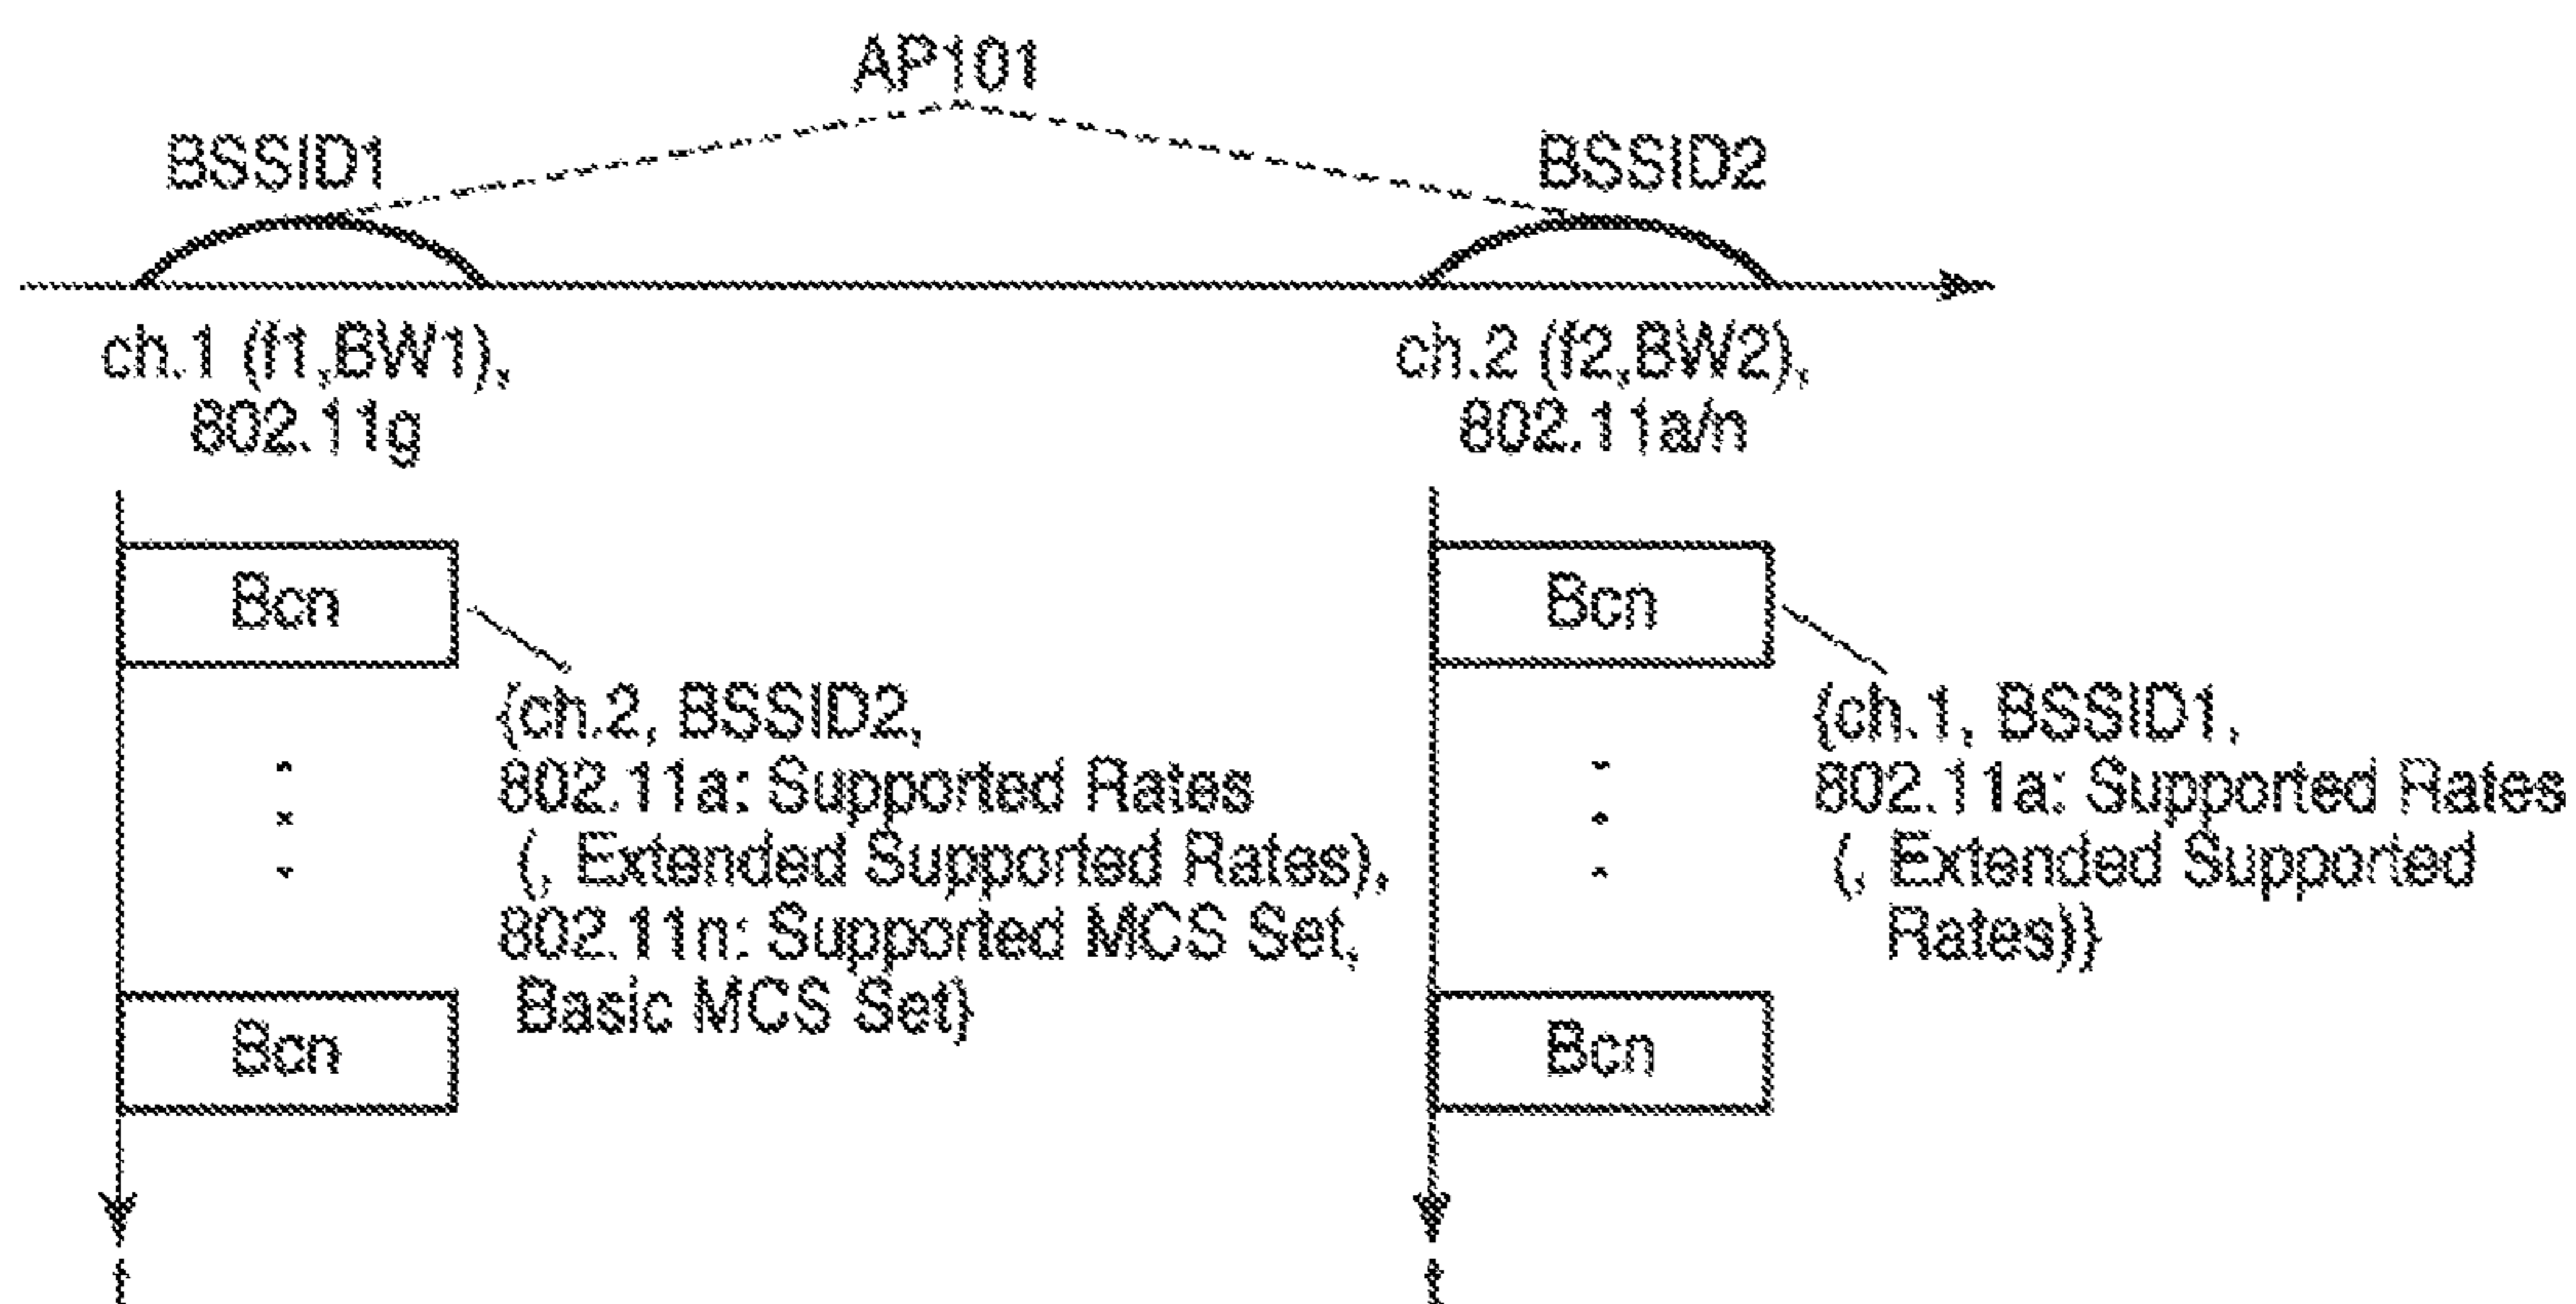 AP101
BSSID1
BSSID2
ch.1 (f1,BW1),
802.11g
ch.2 (f2,BW2),
802.11a/n
Bcn
Bcn
{ch.2, BSSID2,
802.11a: Supported Rates
(, Extended Supported Rates),
802.11n: Supported MCS Set,
Basic MCS Set}
{ch.1, BSSID1,
802.11a: Supported Rates
(, Extended Supported
Rates)}
Bcn
Bcn